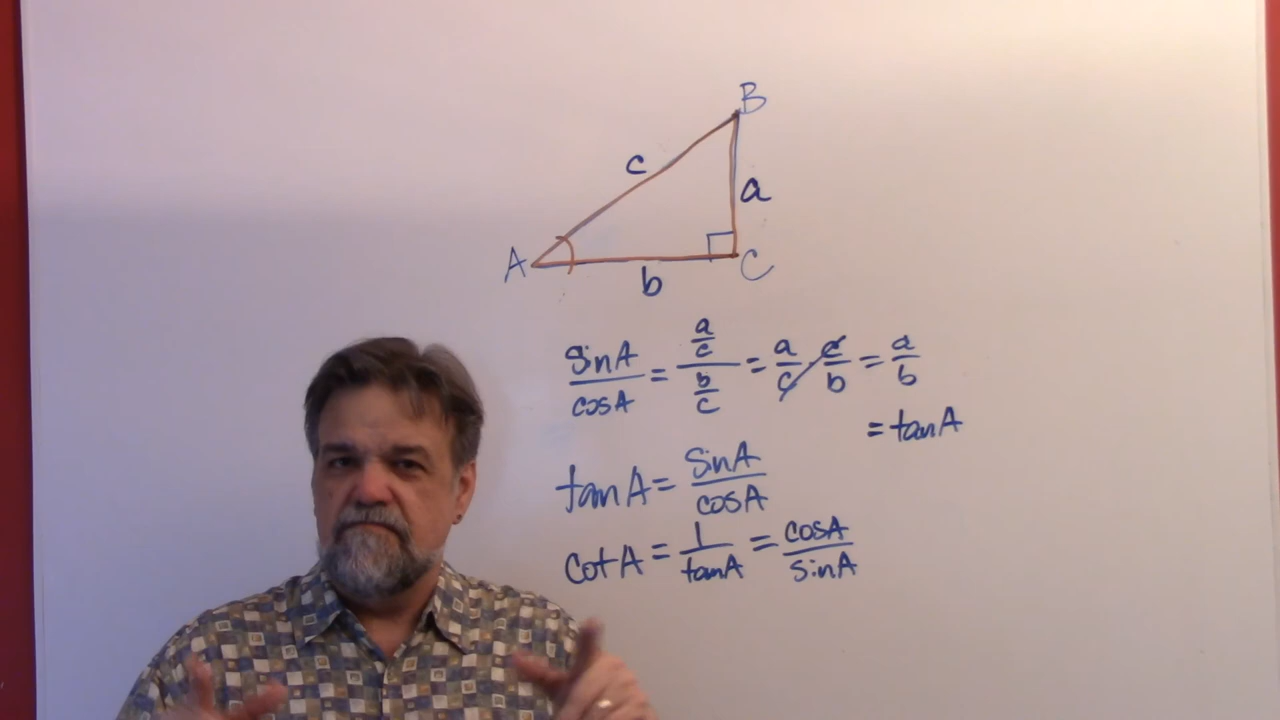 B
c
a
A
C
b
sinA/cosA = (a/c)/(b/c) = a/c · c/b = a/b
= tanA
tanA = sinA/cosA
cotA = 1/tanA = cosA/sinA